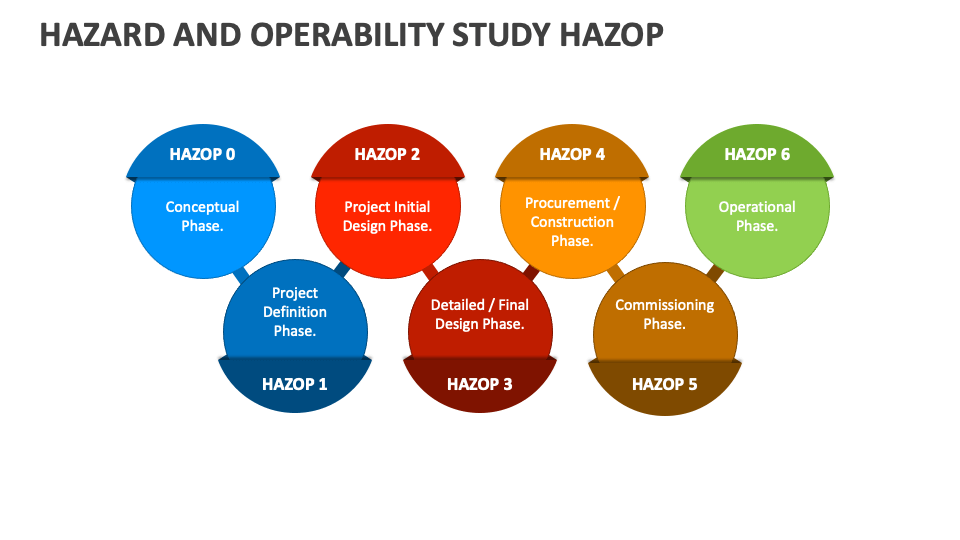 HAZARD AND OPERABILITY STUDY HAZOP
HAZOP 0
Conceptual
Phase.
Project
Definition
Phase.
HAZOP 1
HAZOP 2
Project Initial
Design Phase.
Detailed / Final
Design Phase.
HAZOP 3
HAZOP 4
Procurement /
Construction
Phase.
Commissioning
Phase.
HAZOP 5
HAZOP 6
Operational
Phase.